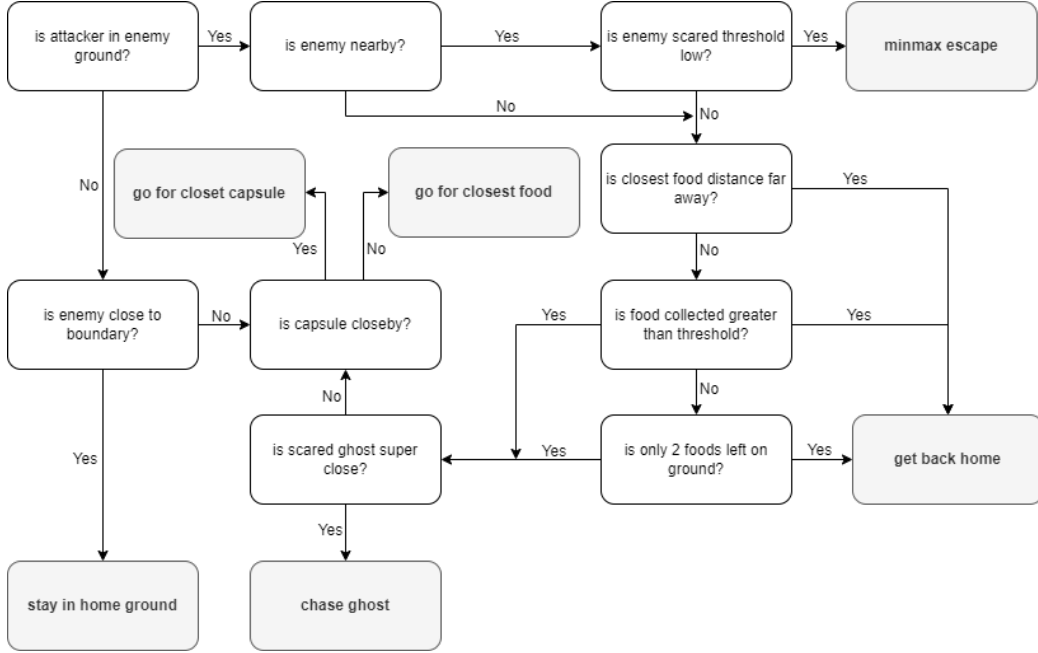 is attacker in enemy
ground?
Yes
is enemy nearby?
Yes
is enemy scared threshold
low?
Yes
minmax escape
No
No
No
go for closet capsule
go for closest food
is closest food distance far
away?
Yes
Yes
No
No
is enemy close to
boundary?
No
is capsule closeby?
Yes
is food collected greater
than threshold?
Yes
No
No
Yes
is scared ghost super
close?
Yes
is only 2 foods left on
ground?
Yes
get back home
Yes
stay in home ground
chase ghost